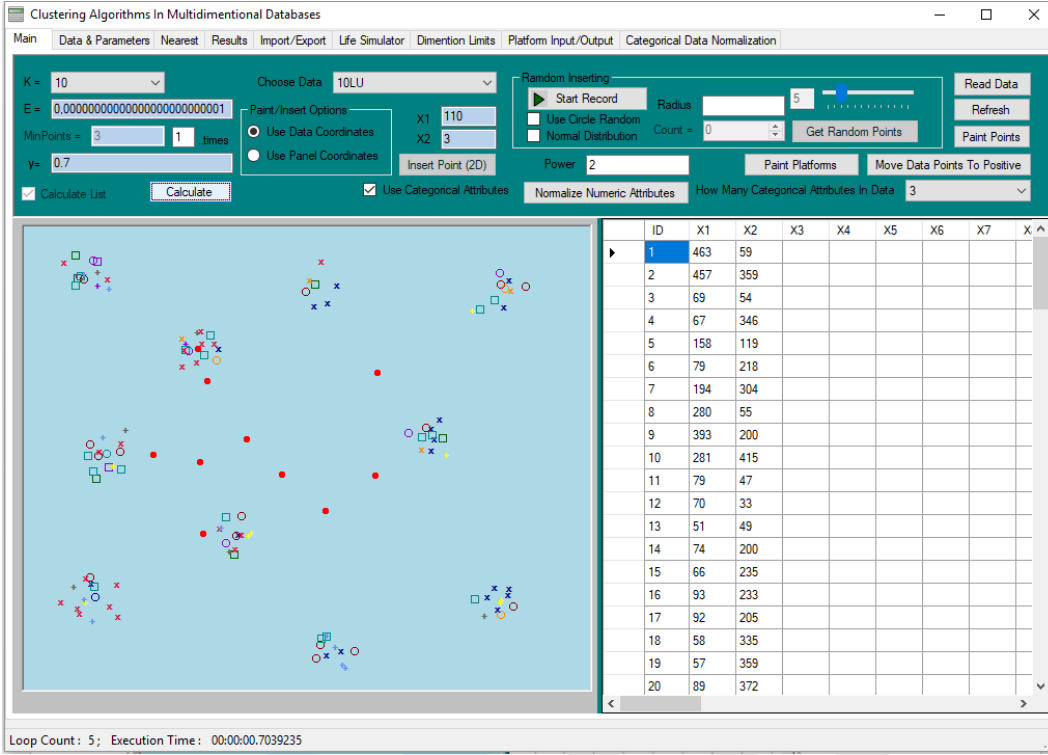 Clustering Algorithms In Multidimentional Databases
Main Data & Parameters Nearest Results Import/Export Life Simulator Dimention Limits Platform Input/Output Categorical Data Normalization
K = 10 Choose Data 10LU Ramdom Inserting Read Data
Start Record Radius 5
E = 0,00000000000000000000000001 Paint/Insert Options X1 110 Use Circle Random Refresh
MinPoints = 3 1 ..times Use Data Coordinates X2 3 Normal Distribution Count = 0 Get Random Points Paint Points
γ= 0.7 Use Panel Coordinates Insert Point (2D) Power 2 Paint Platforms Move Data Points To Positive
Calculate List Calculate Use Categorical Attributes Normalize Numeric Attributes How Many Categorical Attributes In Data 3
ID X1 X2 X3 X4 X5 X6 X7
1 463 59
2 457 359
3 69 54
4 67 346
5 158 119
6 79 218
7 194 304
8 280 55
9 393 200
10 281 415
11 79 47
12 70 33
13 51 49
14 74 200
15 66 235
16 93 233
17 92 205
18 58 335
19 57 359
20 89 372
Loop Count: 5; Execution Time: 00:00:00.7039235